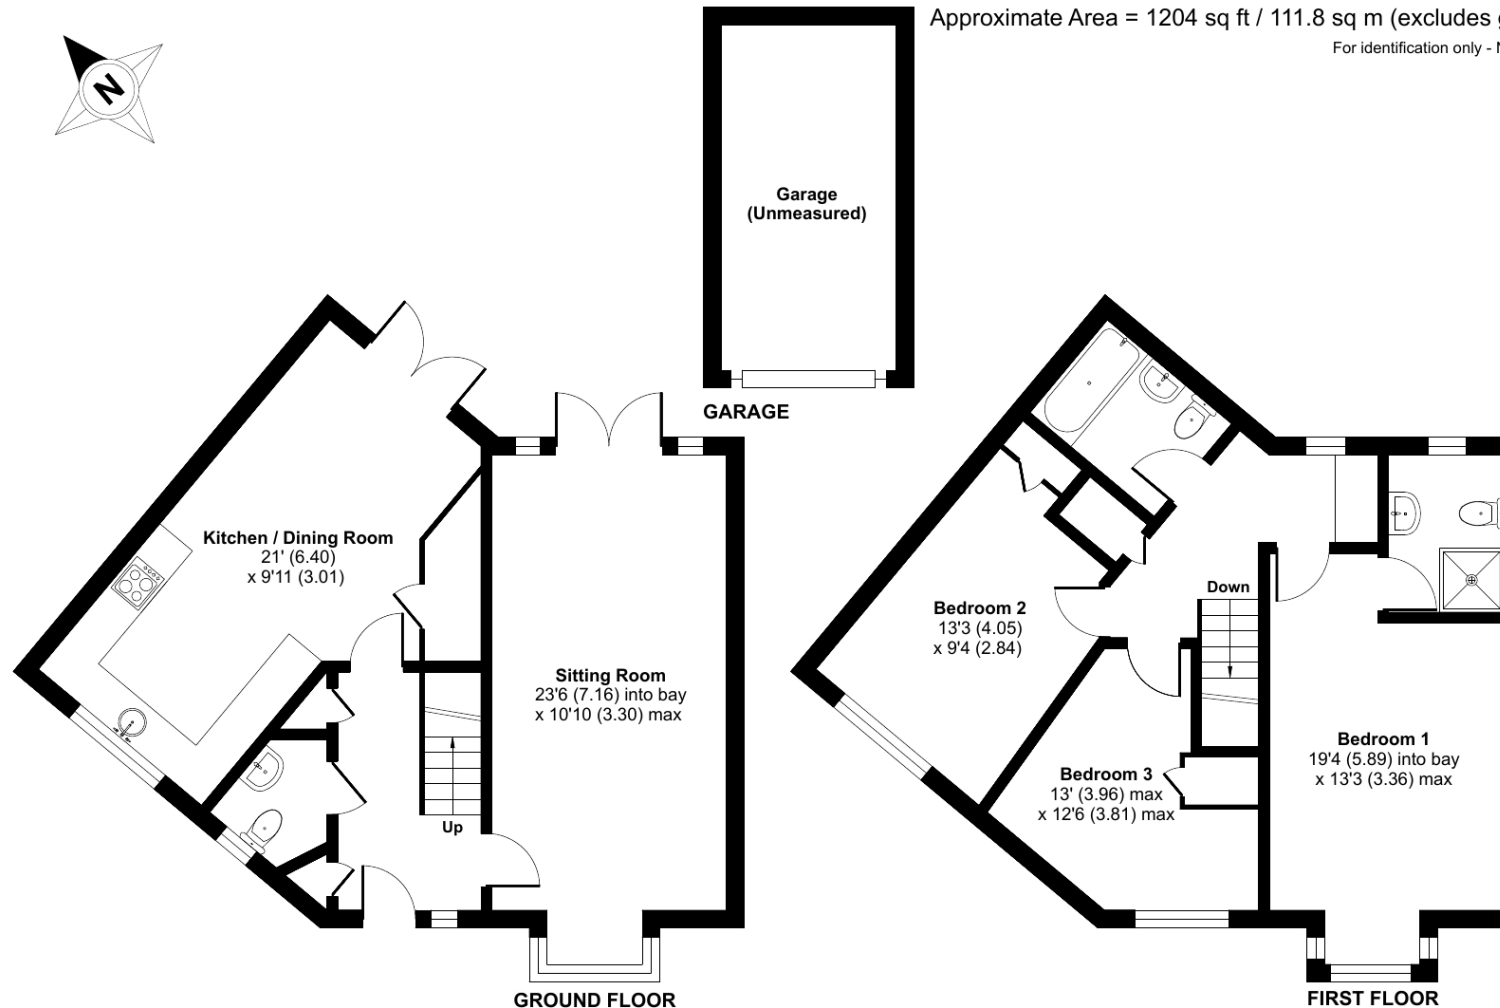 Approximate Area = 1204 sq ft / 111.8 sq m (excludes
For identification only -
N
Garage
(Unmeasured)
GARAGE
Kitchen / Dining Room
21' (6.40)
x 9'11 (3.01)
Sitting Room
23'6 (7.16) into bay
x 10'10 (3.30) max
Up
GROUND FLOOR
Down
Bedroom 2
13'3 (4.05)
x 9'4 (2.84)
Bedroom 3
13' (3.96) max
x 12'6 (3.81) max
Bedroom 1
19'4 (5.89) into bay
x 13'3 (3.36) max
FIRST FLOOR